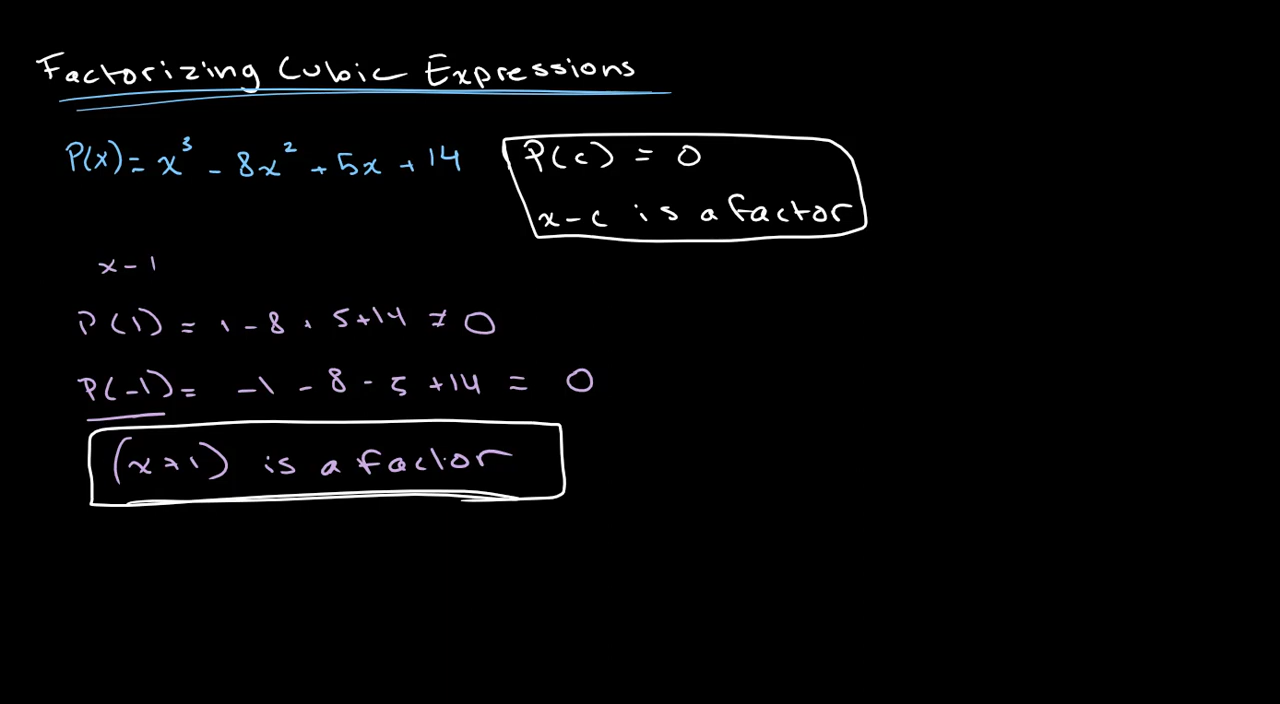 Factorizing Cubic Expressions
P(x) = x³ - 8x² + 5x + 14
P(c) = 0
x - c is a factor
x - 1
P(1) = 1 - 8 + 5 + 14 ≠ 0
P(-1) = -1 - 8 - 5 + 14 = 0
(x + 1) is a factor